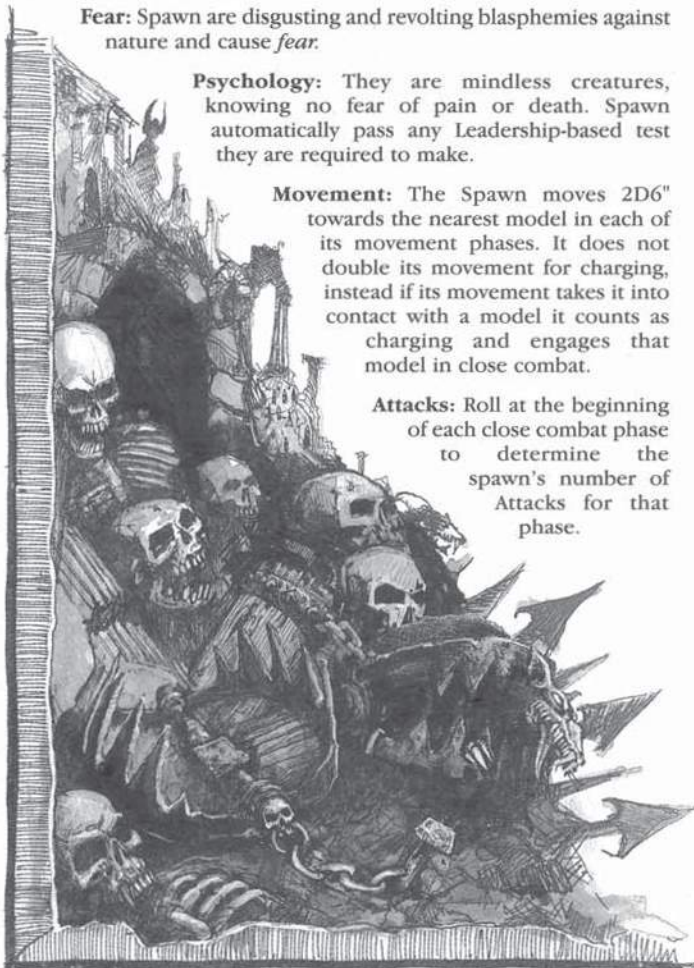 Fear: Spawn are disgusting and revolting blasphemies against
nature and cause fear.
Psychology: They are mindless creatures,
knowing no fear of pain or death. Spawn
automatically pass any Leadership-based test
they are required to make.
Movement: The Spawn moves 2D6"
towards the nearest model in each of
its movement phases. It does not
double its movement for charging,
instead if its movement takes it into
contact with a model it counts as
charging and engages that
model in close combat.
Attacks: Roll at the beginning
of each close combat phase
to determine the
spawn's number of
Attacks for that
phase.